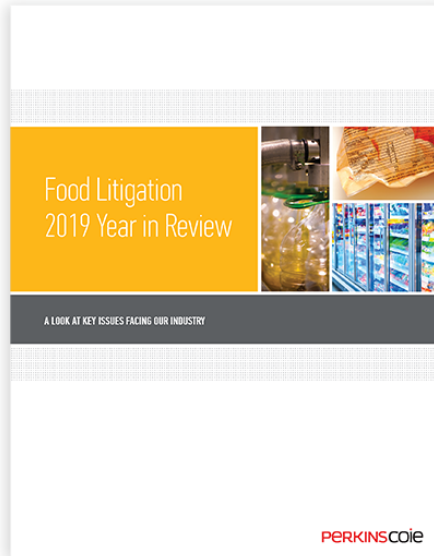 Food Litigation
2019 Year in Review
A LOOK AT KEY ISSUES FACING OUR INDUSTRY
PERKINSCOIE